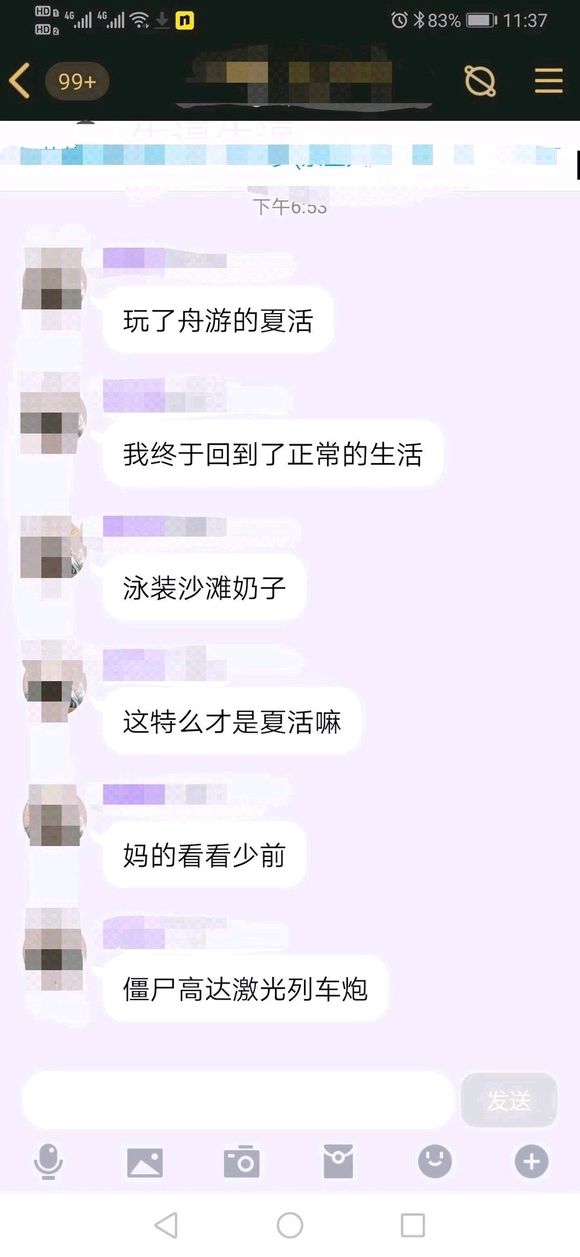 HD 1 4G 4G 83% 11:37
HD 2
99+
下午6:53
玩了舟游的夏活
我终于回到了正常的生活
泳装沙滩奶子
这特么才是夏活嘛
妈的看看少前
僵尸高达激光列车炮
发送